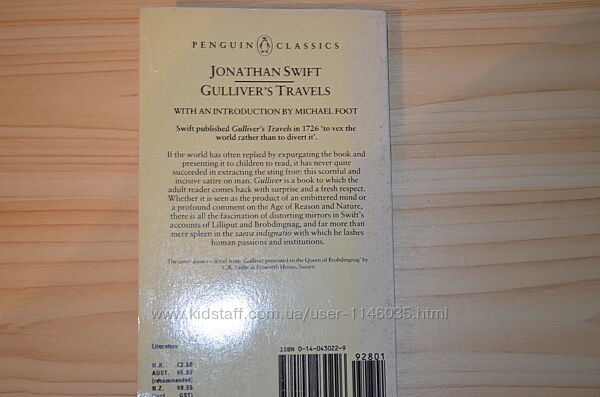 PENGUIN CLASSICS
JONATHAN SWIFT
GULLIVER'S TRAVELS
WITH AN INTRODUCTION BY MICHAEL FOOT
Swift published Gulliver's Travels in 1726 'to vex the
world rather than to divert it'.
If the world has often replied by expurgating the book and
presenting it to children to read, it has never quite
succeeded in extracting the sting from this scornful and
incisive satire on man. Gulliver is a book to which the
adult reader comes back with surprise and a fresh respect.
Whether it is seen as the product of an embittered mind or
a profound comment on the Age of Reason and Nature,
there is all the fascination of distorting mirrors in Swift's
accounts of Lilliput and Brobdingnag, and far more than
mere spleen in the saeva indignatio with which he lashes
human passions and institutions.
The cover shows a detail from 'Gulliver presented to the Queen of Brobdingnag' by
C.R. Leslie in Petworth House, Sussex
www.kidstaff.com.ua/user-1146035.html
Literature
ISBN 0-14-043022-9
92801
U.K. £2.50
AUST. $5.50
(recommended)
N.Z. $9.55
GST)